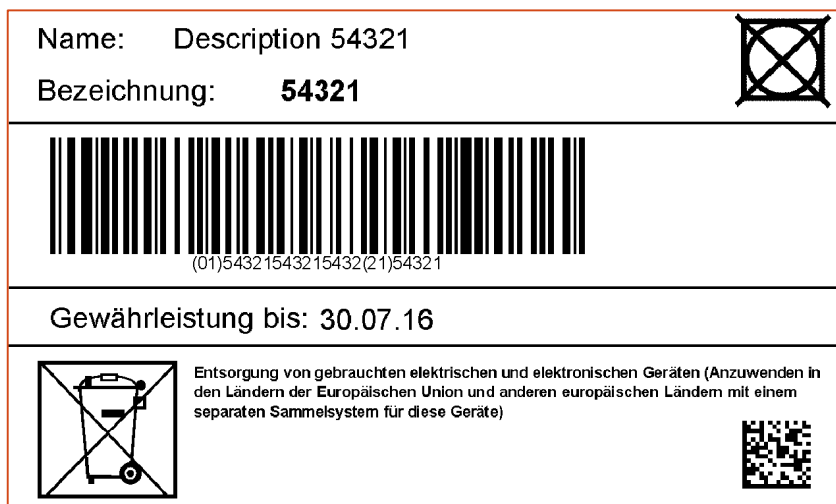 Name: Description 54321
Bezeichnung: 54321
(01)54321543215432(21)54321
Gewährleistung bis: 30.07.16
Entsorgung von gebrauchten elektrischen und elektronischen Geräten (Anzuwenden in
den Ländern der Europäischen Union und anderen europäischen Ländern mit einem
separaten Sammelsystem für diese Geräte)